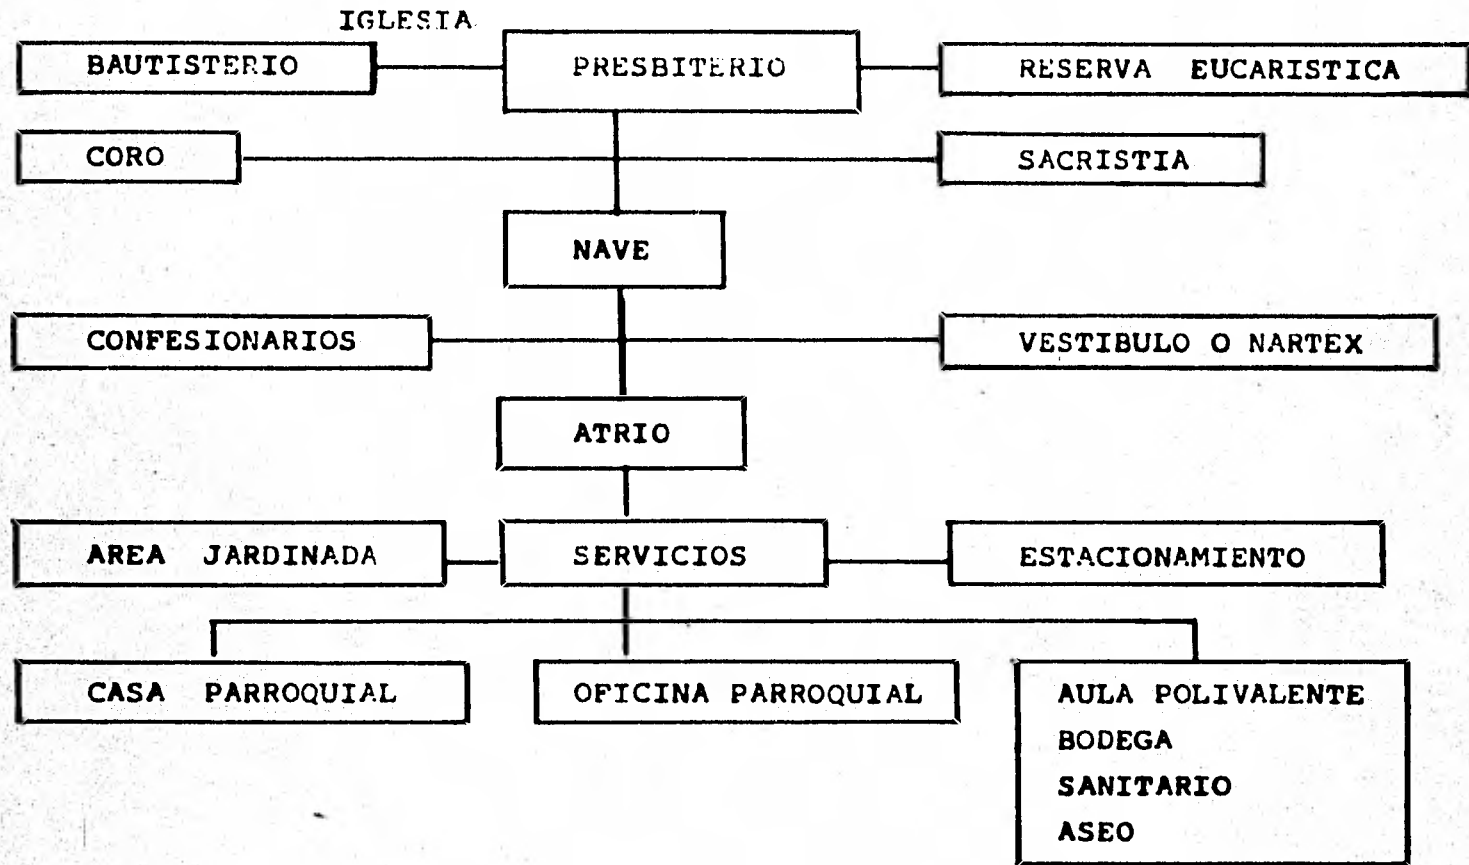 IGLESIA
BAUTISTERIO
PRESBITERIO
RESERVA EUCARISTICA
CORO
SACRISTIA
NAVE
CONFESIONARIOS
VESTIBULO O NARTEX
ATRIO
AREA JARDINADA
SERVICIOS
ESTACIONAMIENTO
CASA PARROQUIAL
OFICINA PARROQUIAL
AULA POLIVALENTE
BODEGA
SANITARIO
ASEO